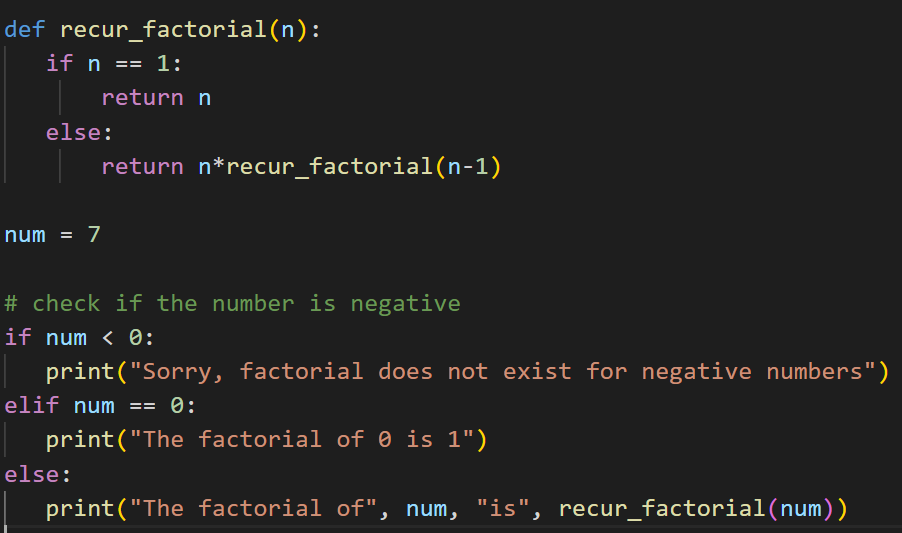 def recur_factorial(n):
   if n == 1:
       return n
   else:
       return n*recur_factorial(n-1)

num = 7

# check if the number is negative
if num < 0:
   print("Sorry, factorial does not exist for negative numbers")
elif num == 0:
   print("The factorial of 0 is 1")
else:
   print("The factorial of", num, "is", recur_factorial(num))